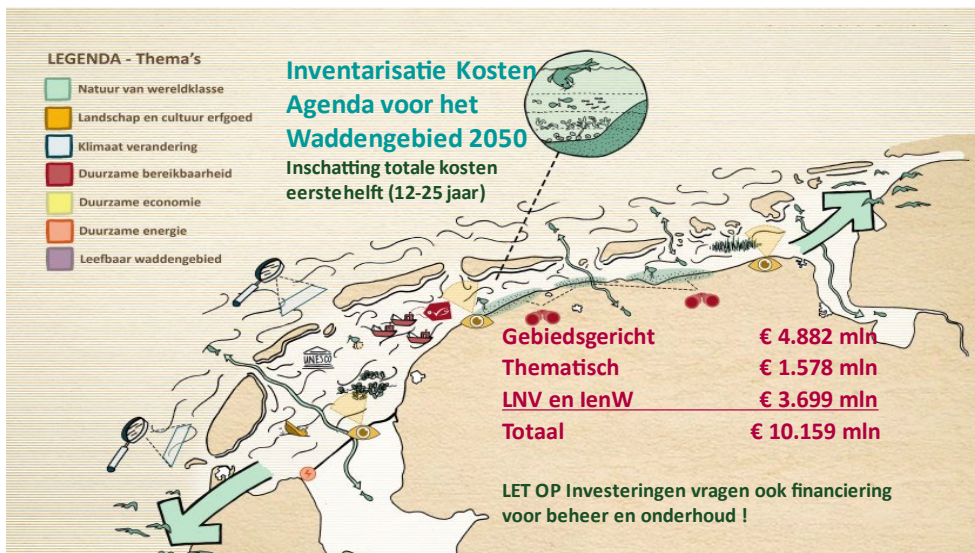 LEGENDA - Thema's
Natuur van wereldklasse
Landschap en cultuur erfgoed
Klimaat verandering
Duurzame bereikbaarheid
Duurzame economie
Duurzame energie
Leefbaar waddengebied
Inventarisatie Kosten
Agenda voor het
Waddengebied 2050
Inschatting totale kosten
eerstehelft (12-25 jaar)
UNESCO
Gebiedsgericht € 4.882 mln
Thematisch € 1.578 mln
LNV en IenW € 3.699 mln
Totaal € 10.159 mln
LET OP Investeringen vragen ook financiering
voor beheer en onderhoud !